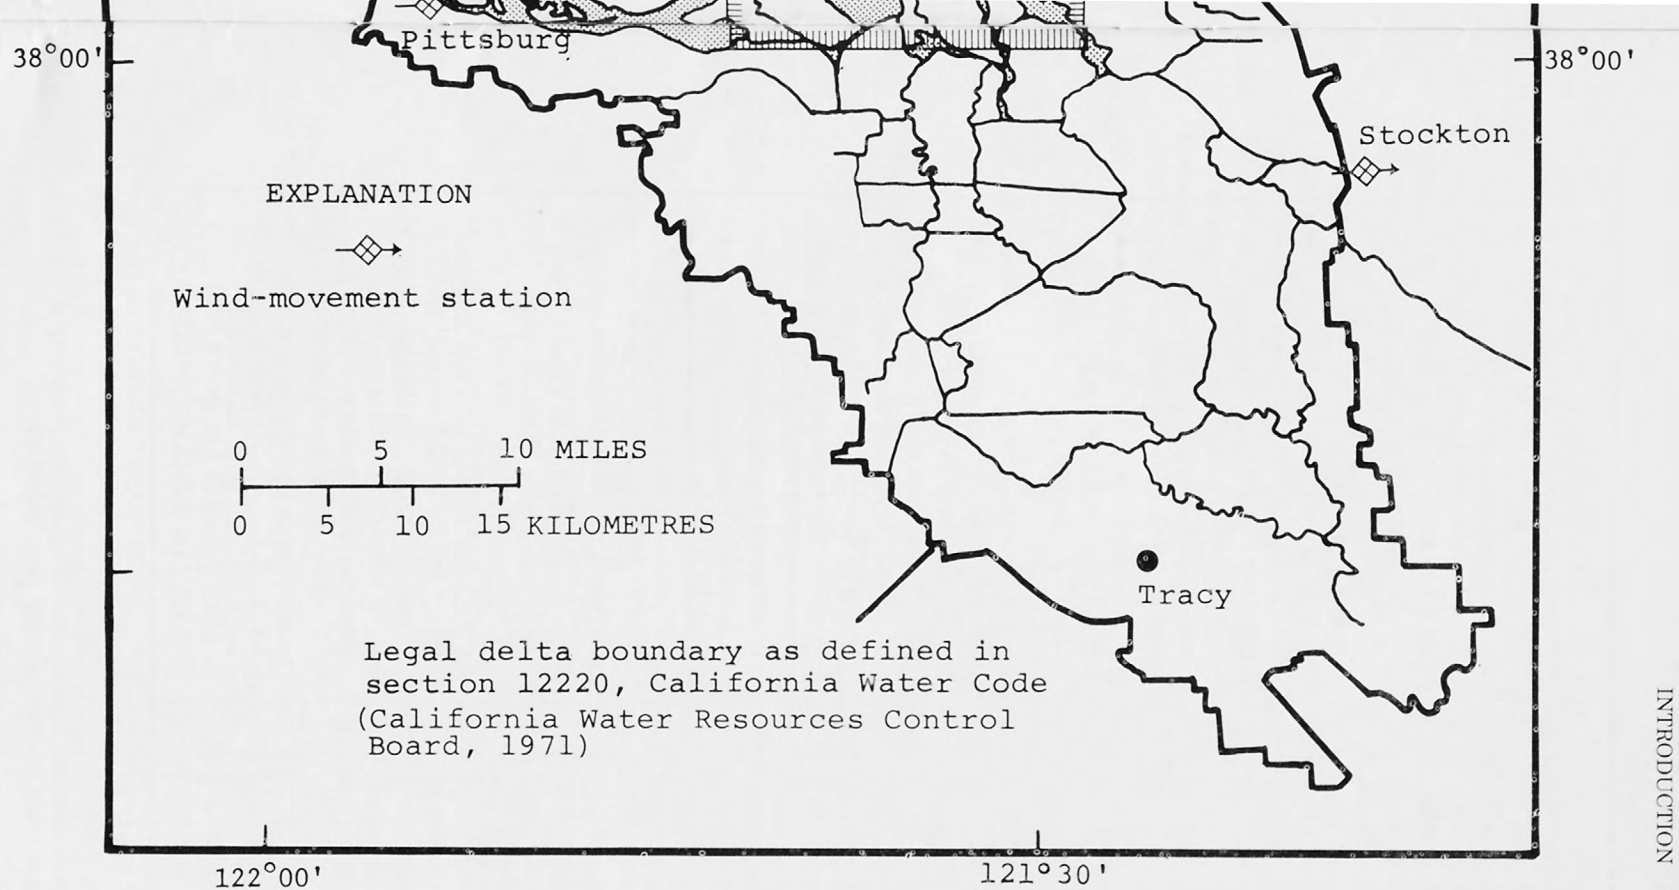 Pittsburg
38°00'
38°00'
Stockton
EXPLANATION
Wind-movement station
0 5 10 MILES
0 5 10 15 KILOMETRES
Tracy
Legal delta boundary as defined in
section 12220, California Water Code
(California Water Resources Control
Board, 1971)
INTRODUCTION
122°00'
121°30'